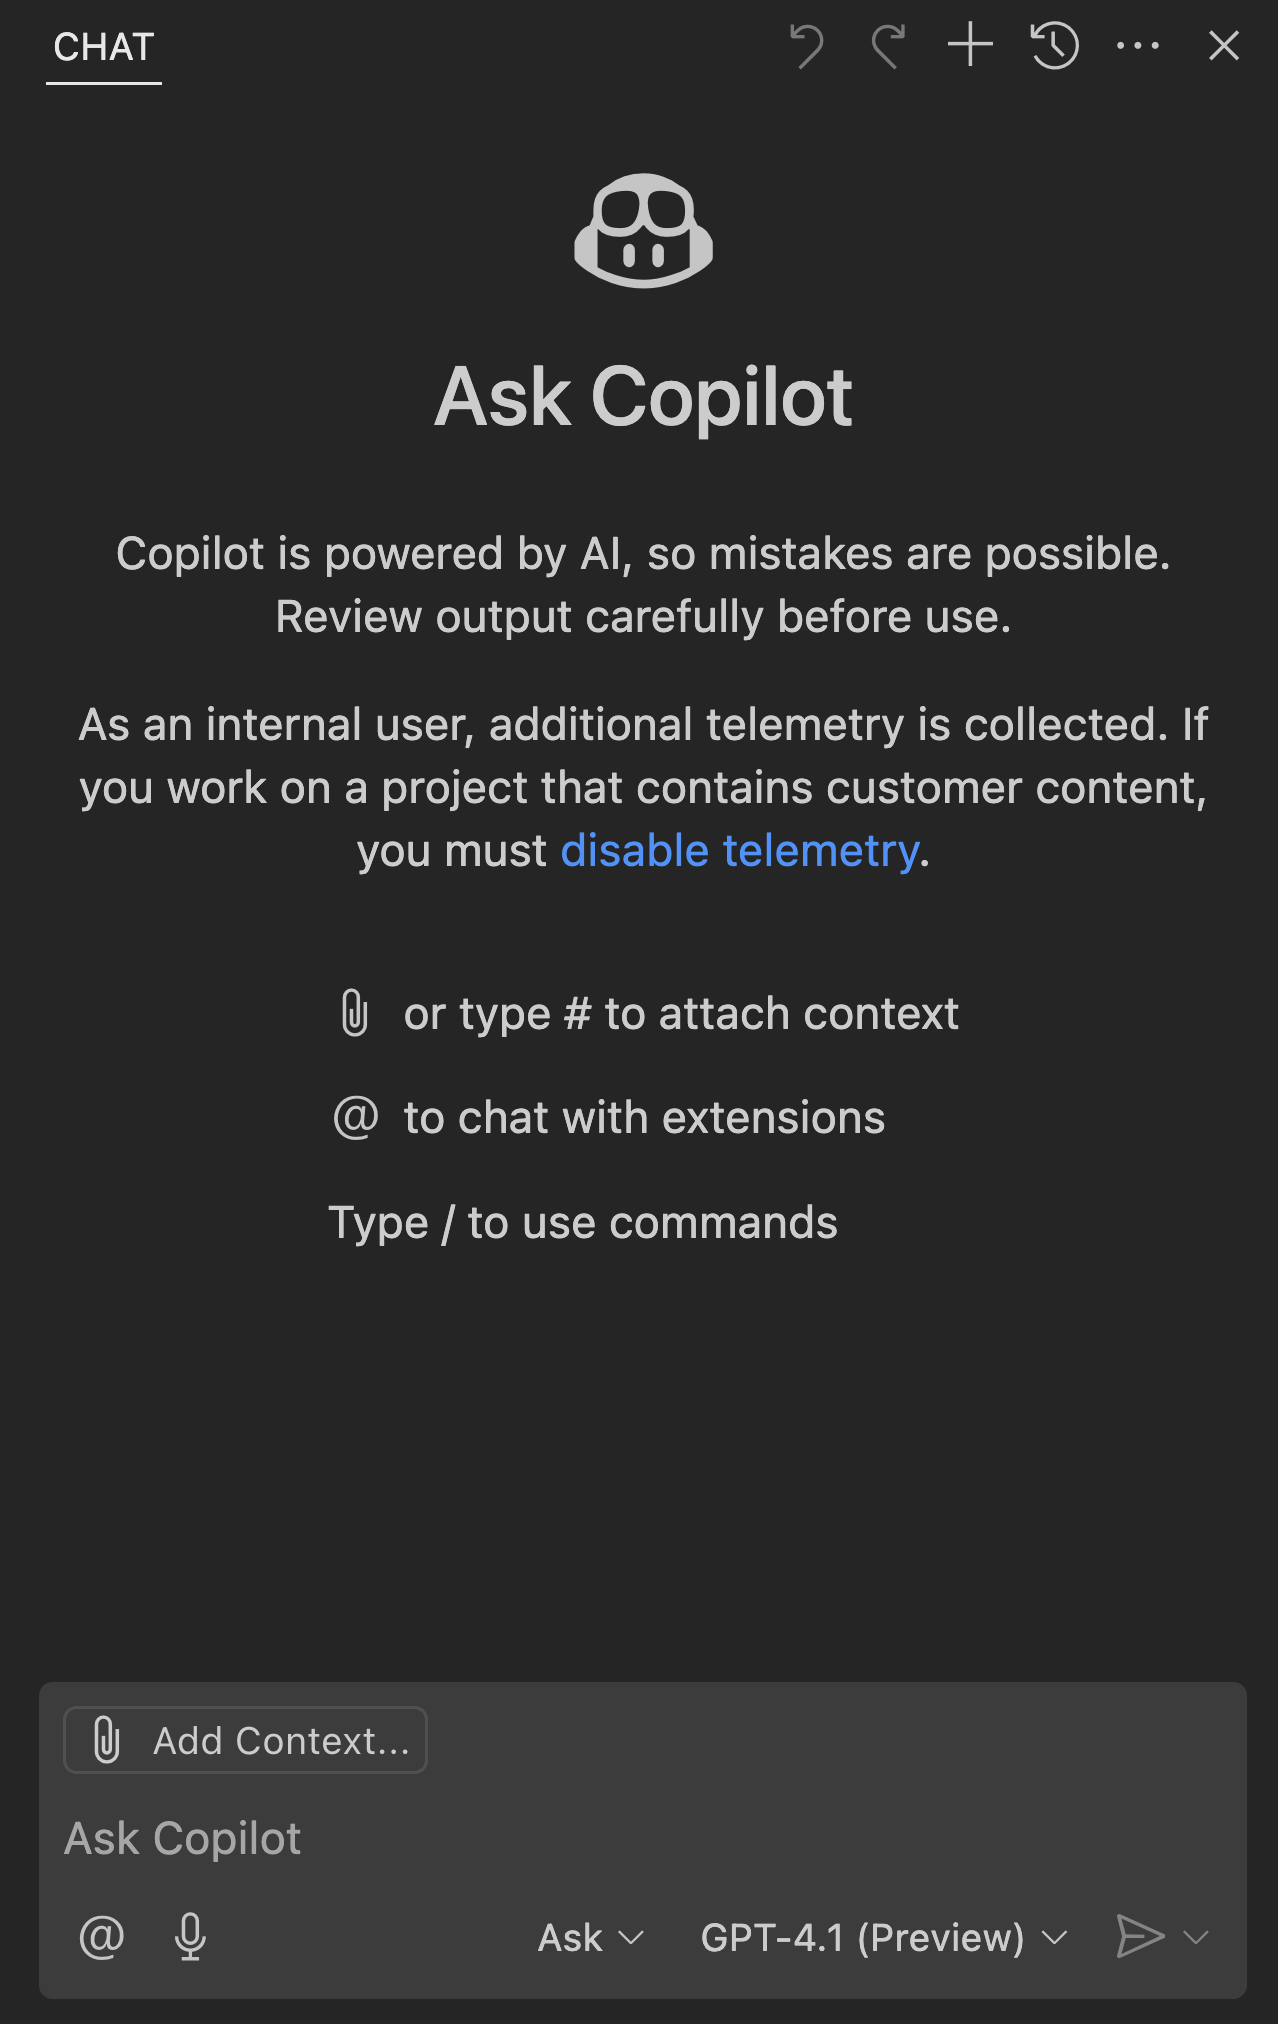 CHAT
Ask Copilot
Copilot is powered by AI, so mistakes are possible.
Review output carefully before use.
As an internal user, additional telemetry is collected. If
you work on a project that contains customer content,
you must disable telemetry.
or type # to attach context
@ to chat with extensions
Type / to use commands
Add Context...
Ask Copilot
@ Ask GPT-4.1 (Preview)